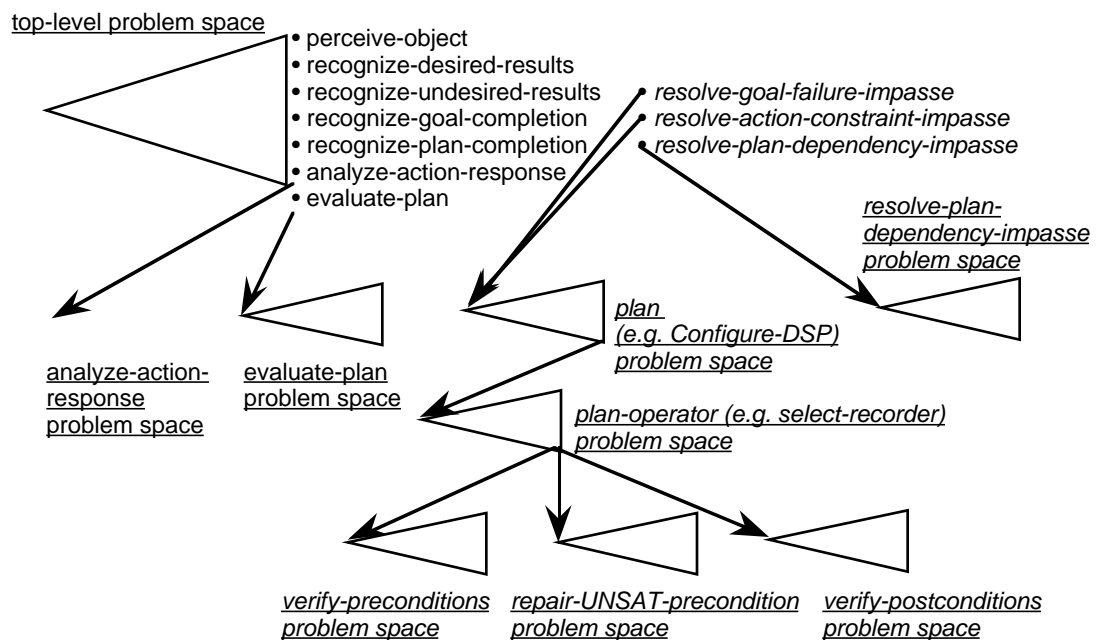 top-level problem space
• perceive-object
• recognize-desired-results
• recognize-undesired-results
• recognize-goal-completion
• recognize-plan-completion
• analyze-action-response
• evaluate-plan
• resolve-goal-failure-impasse
• resolve-action-constraint-impasse
• resolve-plan-dependency-impasse
resolve-plan-
dependency-impasse
problem space
analyze-action-
response
problem space
evaluate-plan
problem space
plan
(e.g. Configure-DSP)
problem space
plan-operator (e.g. select-recorder)
problem space
verify-preconditions
problem space
repair-UNSAT-precondition
problem space
verify-postconditions
problem space